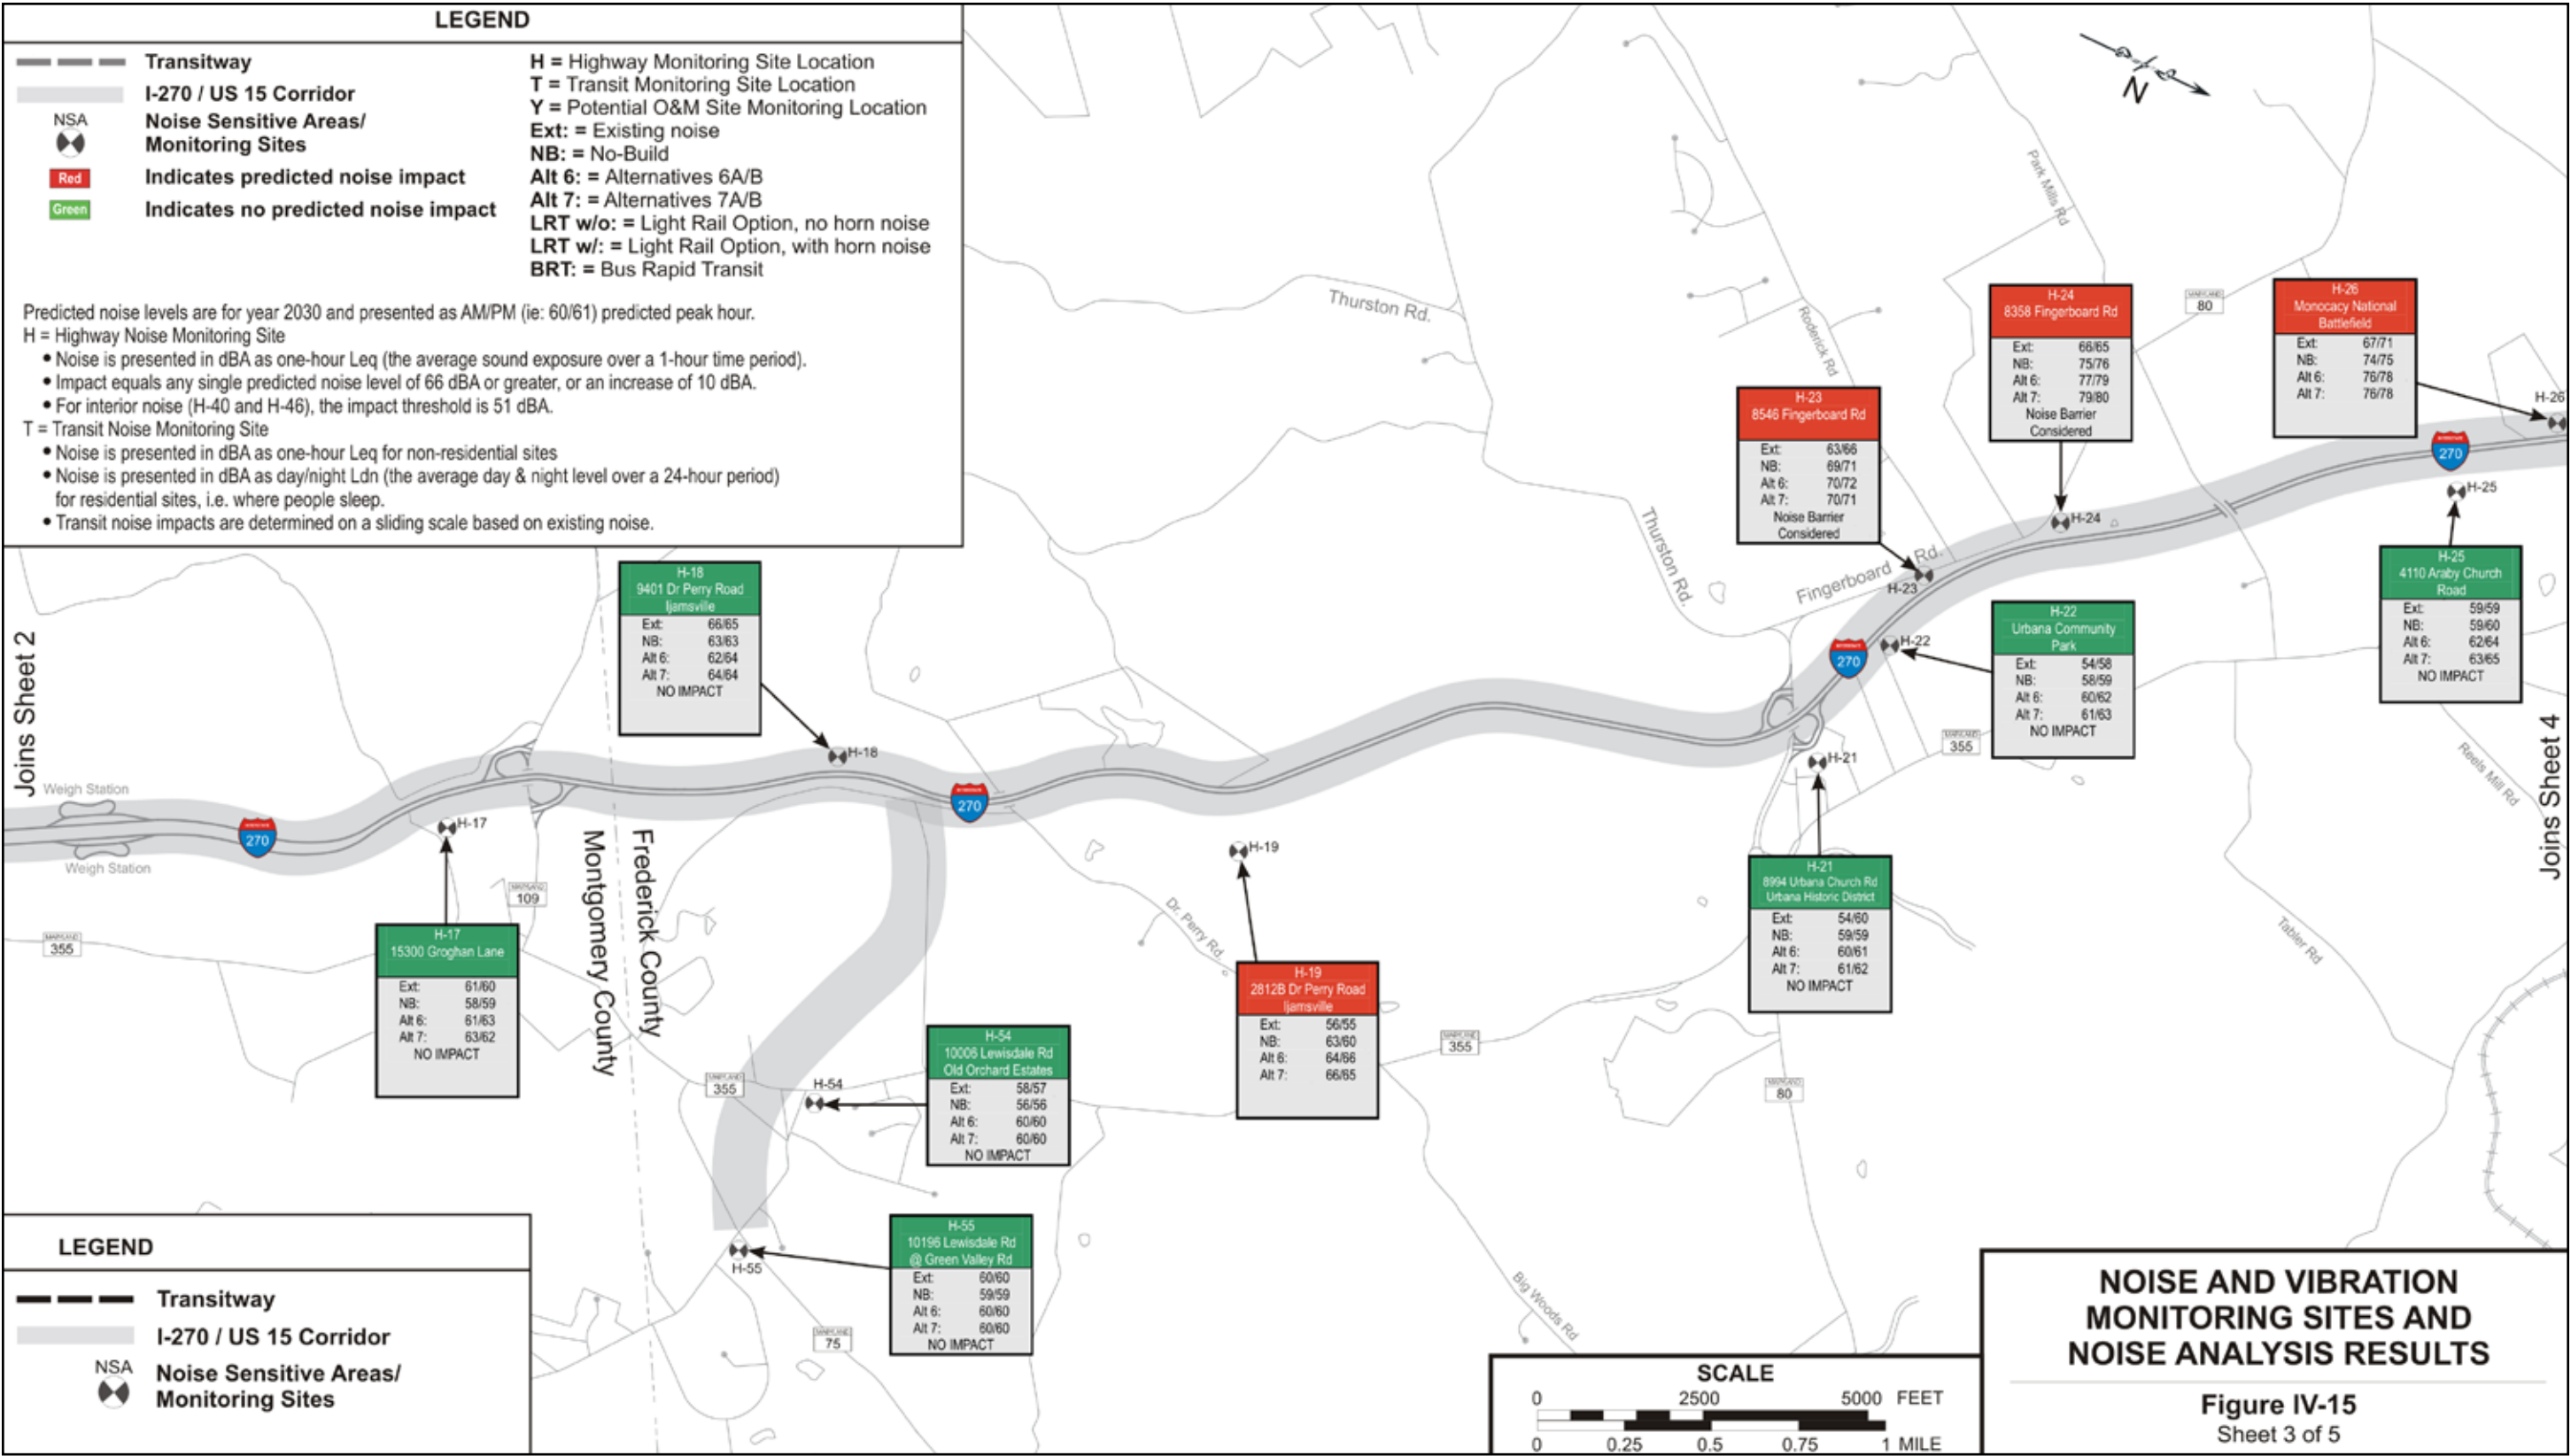 LEGEND
Transitway
I-270 / US 15 Corridor
NSA
Noise Sensitive Areas/
Monitoring Sites
Red
Indicates predicted noise impact
Green
Indicates no predicted noise impact
H = Highway Monitoring Site Location
T = Transit Monitoring Site Location
Y = Potential O&M Site Monitoring Location
Ext: = Existing noise
NB: = No-Build
Alt 6: = Alternatives 6A/B
Alt 7: = Alternatives 7A/B
LRT w/o: = Light Rail Option, no horn noise
LRT w/: = Light Rail Option, with horn noise
BRT: = Bus Rapid Transit
Predicted noise levels are for year 2030 and presented as AM/PM (ie: 60/61) predicted peak hour.
H = Highway Noise Monitoring Site
• Noise is presented in dBA as one-hour Leq (the average sound exposure over a 1-hour time period).
• Impact equals any single predicted noise level of 66 dBA or greater, or an increase of 10 dBA.
• For interior noise (H-40 and H-46), the impact threshold is 51 dBA.
T = Transit Noise Monitoring Site
• Noise is presented in dBA as one-hour Leq for non-residential sites
• Noise is presented in dBA as day/night Ldn (the average day & night level over a 24-hour period)
for residential sites, i.e. where people sleep.
• Transit noise impacts are determined on a sliding scale based on existing noise.
N
Thurston Rd.
Thurston Rd.
Roderick Rd
Park Mills Rd
MARYLAND
80
Fingerboard Rd.
H-24
8358 Fingerboard Rd
Ext: 66/65
NB: 75/76
Alt 6: 77/79
Alt 7: 79/80
Noise Barrier
Considered
H-24
H-26
Monocacy National
Battlefield
Ext: 67/71
NB: 74/75
Alt 6: 76/78
Alt 7: 76/78
H-26
270
H-23
8546 Fingerboard Rd
Ext: 63/66
NB: 69/71
Alt 6: 70/72
Alt 7: 70/71
Noise Barrier
Considered
H-23
H-25
H-25
4110 Araby Church
Road
Ext: 59/59
NB: 59/60
Alt 6: 62/64
Alt 7: 63/65
NO IMPACT
H-22
Urbana Community
Park
Ext: 54/58
NB: 58/59
Alt 6: 60/62
Alt 7: 61/63
NO IMPACT
H-22
270
MARYLAND
355
H-18
9401 Dr Perry Road
Ijamsville
Ext: 66/65
NB: 63/63
Alt 6: 62/64
Alt 7: 64/64
NO IMPACT
H-18
Joins Sheet 2
Weigh Station
Weigh Station
270
H-17
270
MARYLAND
109
MARYLAND
355
H-17
15300 Groghan Lane
Ext: 61/60
NB: 58/59
Alt 6: 61/63
Alt 7: 63/62
NO IMPACT
Montgomery County
Frederick County
Dr. Perry Rd.
H-19
H-19
2812B Dr Perry Road
Ijamsville
Ext: 56/55
NB: 63/60
Alt 6: 64/66
Alt 7: 66/65
H-21
H-21
8994 Urbana Church Rd
Urbana Historic District
Ext: 54/60
NB: 59/59
Alt 6: 60/61
Alt 7: 61/62
NO IMPACT
Reels Mill Rd
Tabler Rd
Joins Sheet 4
MARYLAND
355
MARYLAND
80
MARYLAND
355
H-54
H-54
10006 Lewisdale Rd
Old Orchard Estates
Ext: 58/57
NB: 56/56
Alt 6: 60/60
Alt 7: 60/60
NO IMPACT
H-55
H-55
10196 Lewisdale Rd
@ Green Valley Rd
Ext: 60/60
NB: 59/59
Alt 6: 60/60
Alt 7: 60/60
NO IMPACT
MARYLAND
75
Big Woods Rd
LEGEND
Transitway
I-270 / US 15 Corridor
NSA
Noise Sensitive Areas/
Monitoring Sites
SCALE
0 2500 5000 FEET
0 0.25 0.5 0.75 1 MILE
NOISE AND VIBRATION
MONITORING SITES AND
NOISE ANALYSIS RESULTS
Figure IV-15
Sheet 3 of 5